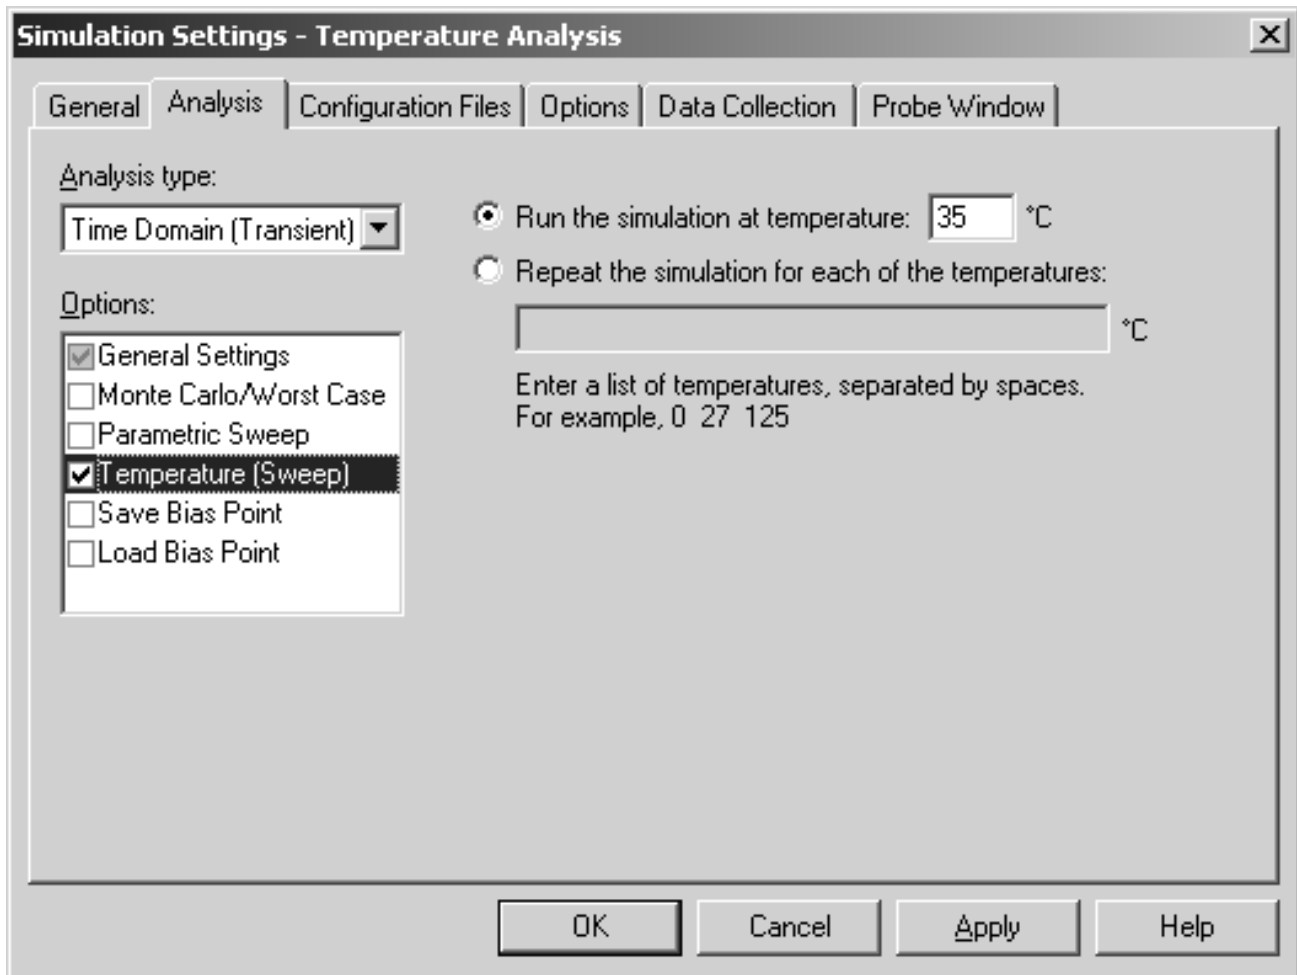 Simulation Settings - Temperature Analysis
General Analysis Configuration Files Options Data Collection Probe Window
Analysis type:
Time Domain (Transient)
Options:
General Settings
Monte Carlo/Worst Case
Parametric Sweep
Temperature (Sweep)
Save Bias Point
Load Bias Point
Run the simulation at temperature: 35 °C
Repeat the simulation for each of the temperatures:
°C
Enter a list of temperatures, separated by spaces.
For example, 0 27 125
OK Cancel Apply Help